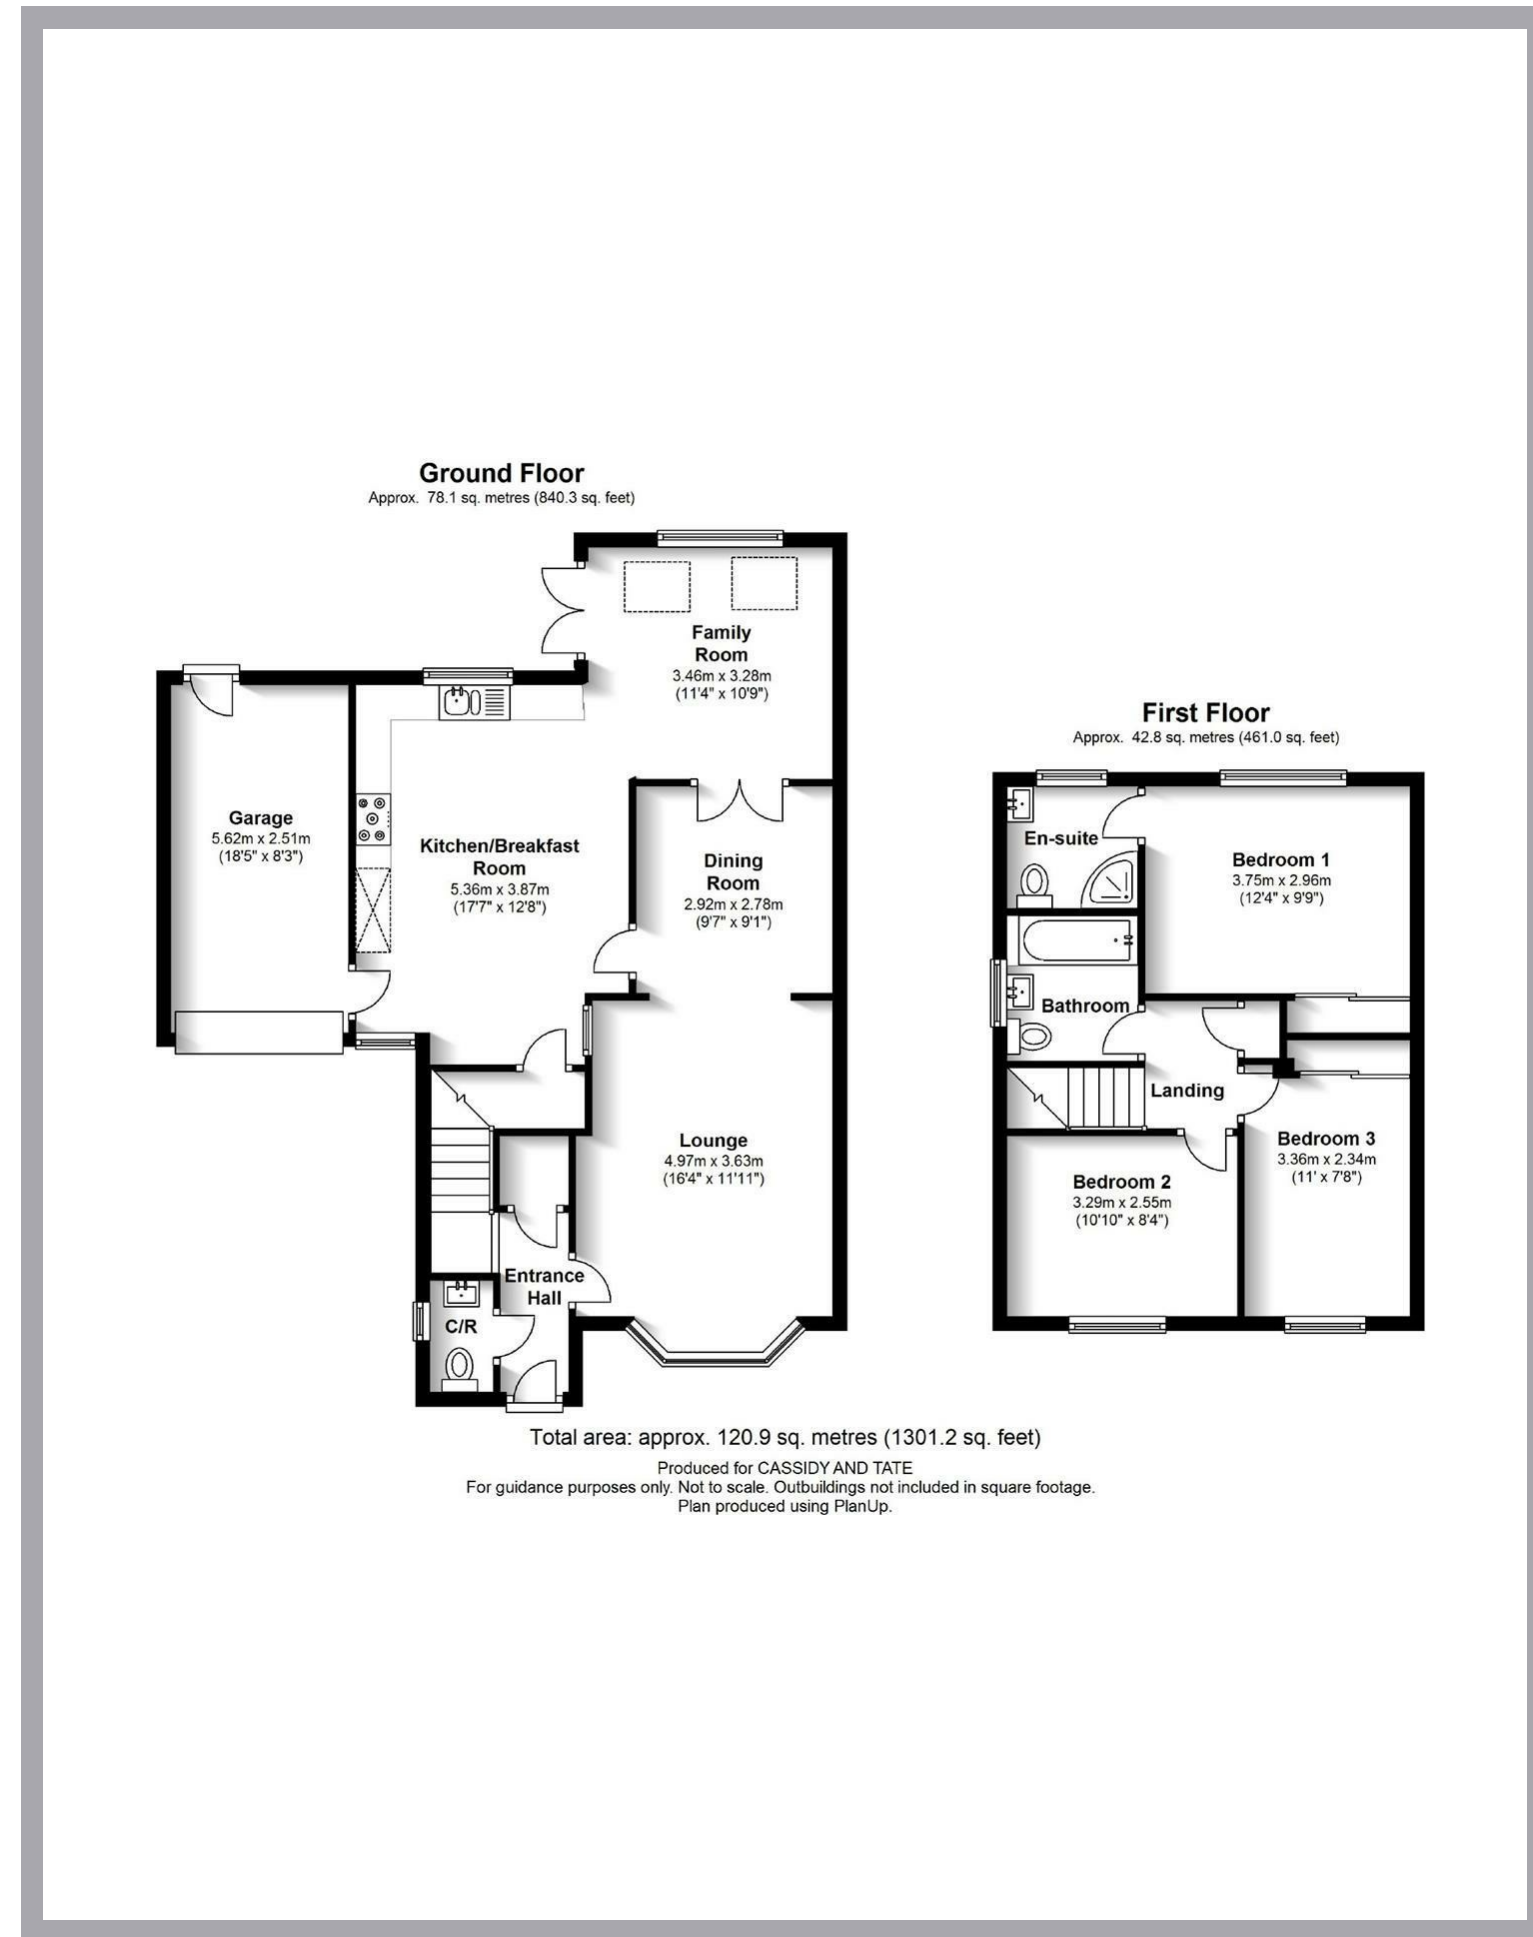 Ground Floor
Approx. 78.1 sq. metres (840.3 sq. feet)
Family
Room
3.46m x 3.28m
(11'4" x 10'9")
Garage
5.62m x 2.51m
(18'5" x 8'3")
Kitchen/Breakfast
Room
5.36m x 3.87m
(17'7" x 12'8")
Dining
Room
2.92m x 2.78m
(9'7" x 9'1")
Lounge
4.97m x 3.63m
(16'4" x 11'11")
Entrance
Hall
C/R
First Floor
Approx. 42.8 sq. metres (461.0 sq. feet)
En-suite
Bedroom 1
3.75m x 2.96m
(12'4" x 9'9")
Bathroom
Landing
Bedroom 3
3.36m x 2.34m
(11' x 7'8")
Bedroom 2
3.29m x 2.55m
(10'10" x 8'4")
Total area: approx. 120.9 sq. metres (1301.2 sq. feet)
Produced for CASSIDY AND TATE
For guidance purposes only. Not to scale. Outbuildings not included in square footage.
Plan produced using PlanUp.